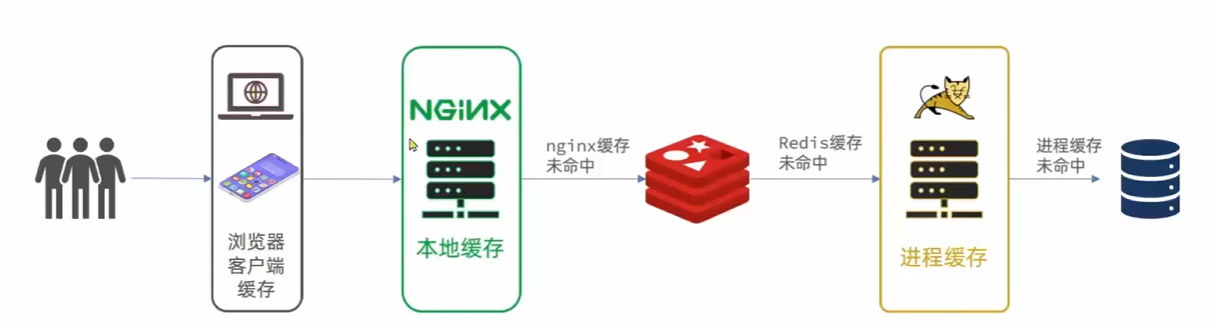 浏览器
客户端
缓存
NGINX
本地缓存
nginx缓存
未命中
Redis缓存
未命中
进程缓存
进程缓存
未命中